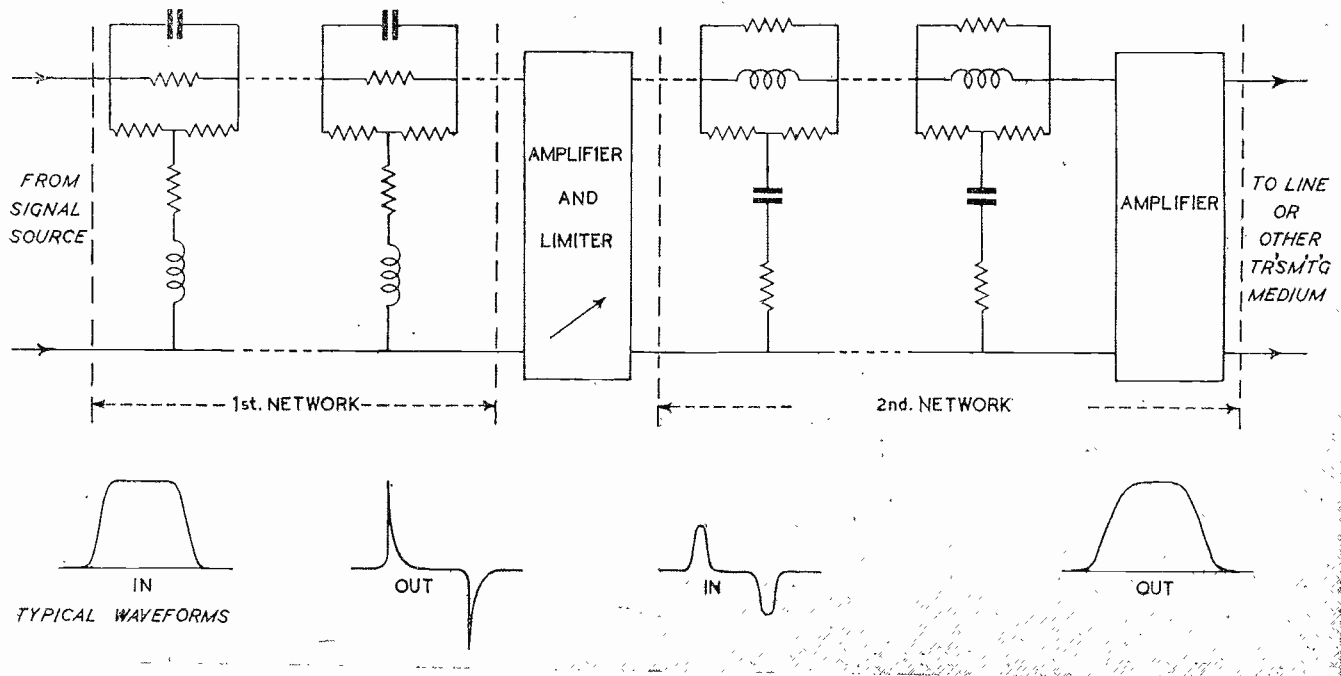 FROM
SIGNAL
SOURCE
AMPLIFIER
AND
LIMITER
AMPLIFIER
TO LINE
OR
OTHER
TR'SM'T'G
MEDIUM
1st. NETWORK
2nd. NETWORK
IN
OUT
IN
OUT
TYPICAL WAVEFORMS